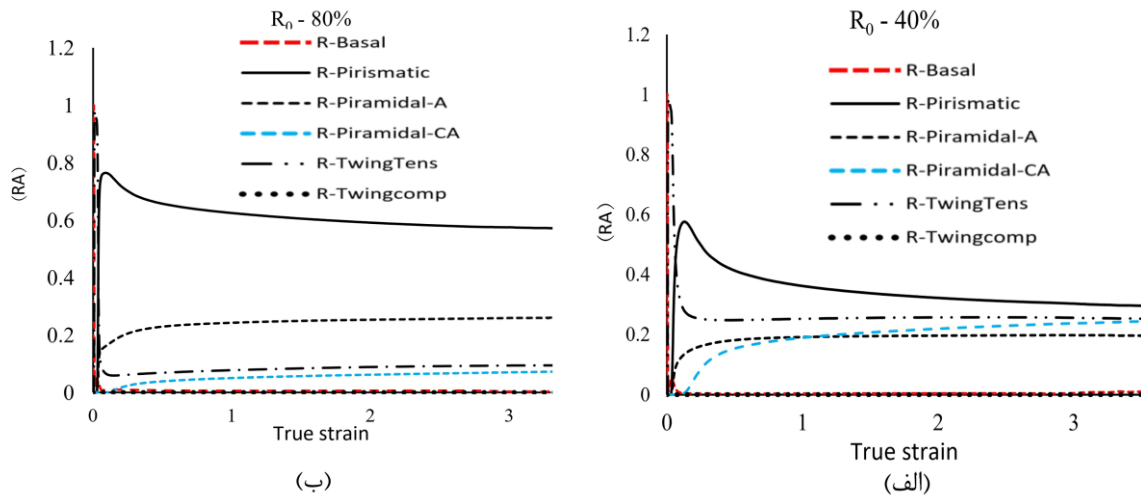 R₀ - 80%
R-Basal
R-Pirismatic
R-Piramidal-A
R-Piramidal-CA
R-TwingTens
R-Twingcomp
1.2
1
0.8
0.6
0.4
0.2
0
(RA)
0 1 2 3
True strain
(ب)
R₀ - 40%
R-Basal
R-Pirismatic
R-Piramidal-A
R-Piramidal-CA
R-TwingTens
R-Twingcomp
1.2
1
0.8
0.6
0.4
0.2
0
(RA)
0 1 2 3
True strain
(الف)